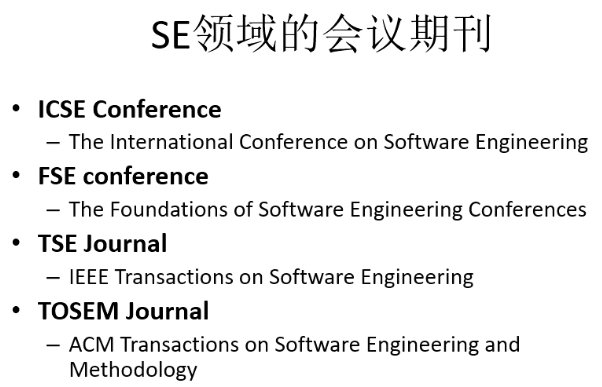 SE领域的会议期刊
• ICSE Conference
– The International Conference on Software Engineering
• FSE conference
– The Foundations of Software Engineering Conferences
• TSE Journal
– IEEE Transactions on Software Engineering
• TOSEM Journal
– ACM Transactions on Software Engineering and
Methodology